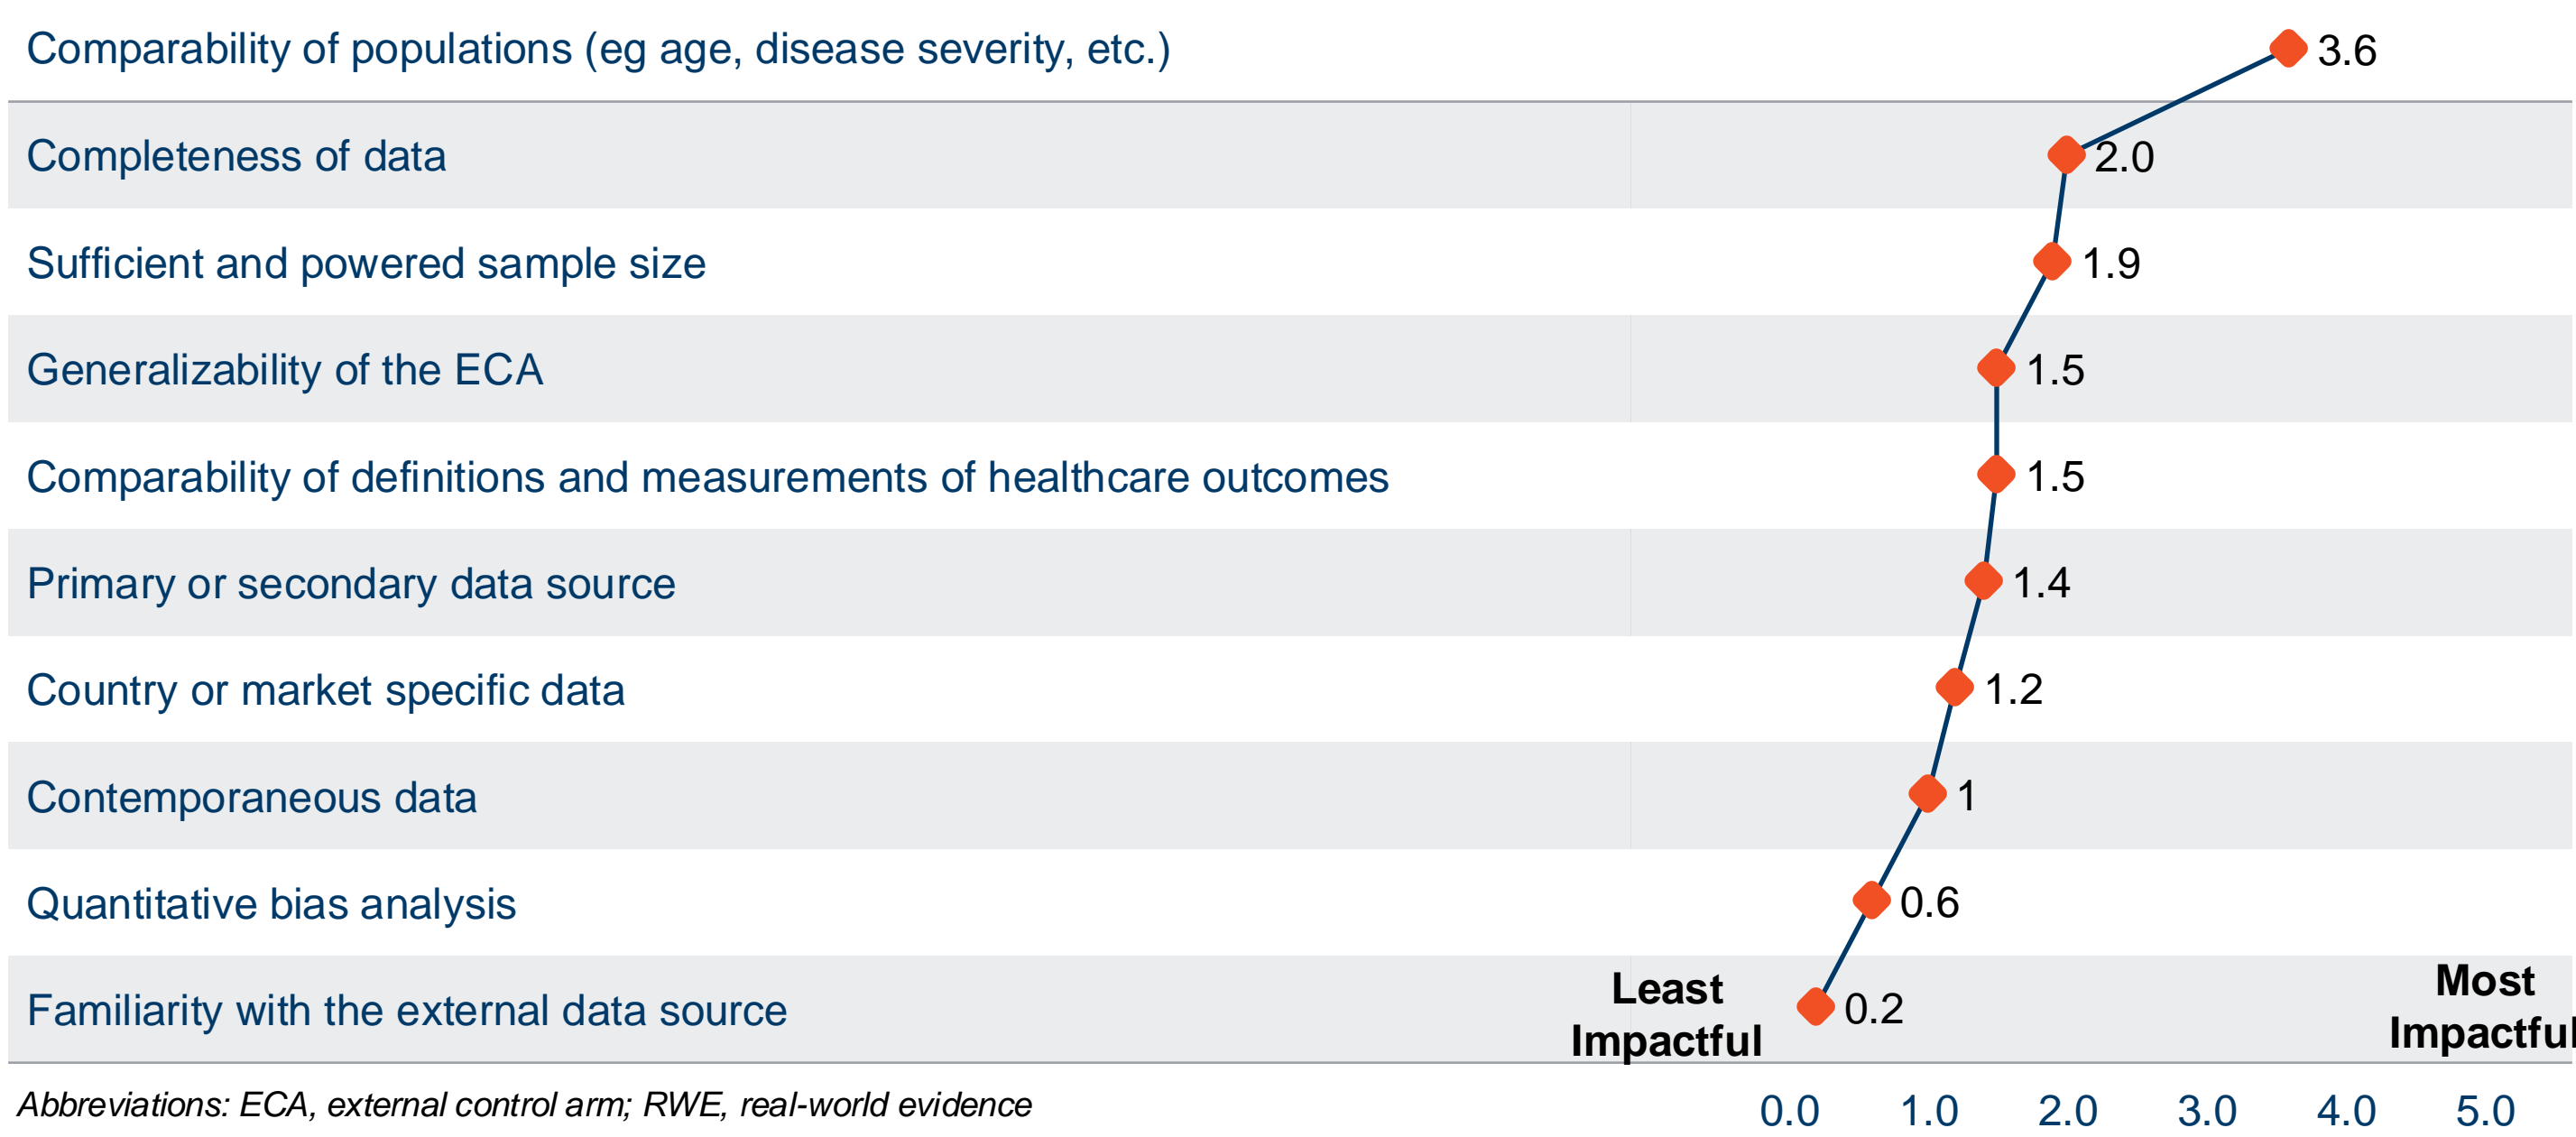 Comparability of populations (eg age, disease severity, etc.) 3.6
Completeness of data 2.0
Sufficient and powered sample size 1.9
Generalizability of the ECA 1.5
Comparability of definitions and measurements of healthcare outcomes 1.5
Primary or secondary data source 1.4
Country or market specific data 1.2
Contemporaneous data 1
Quantitative bias analysis 0.6
Familiarity with the external data source 0.2
Least
Impactful
Most
Impactful
Abbreviations: ECA, external control arm; RWE, real-world evidence
0.0 1.0 2.0 3.0 4.0 5.0